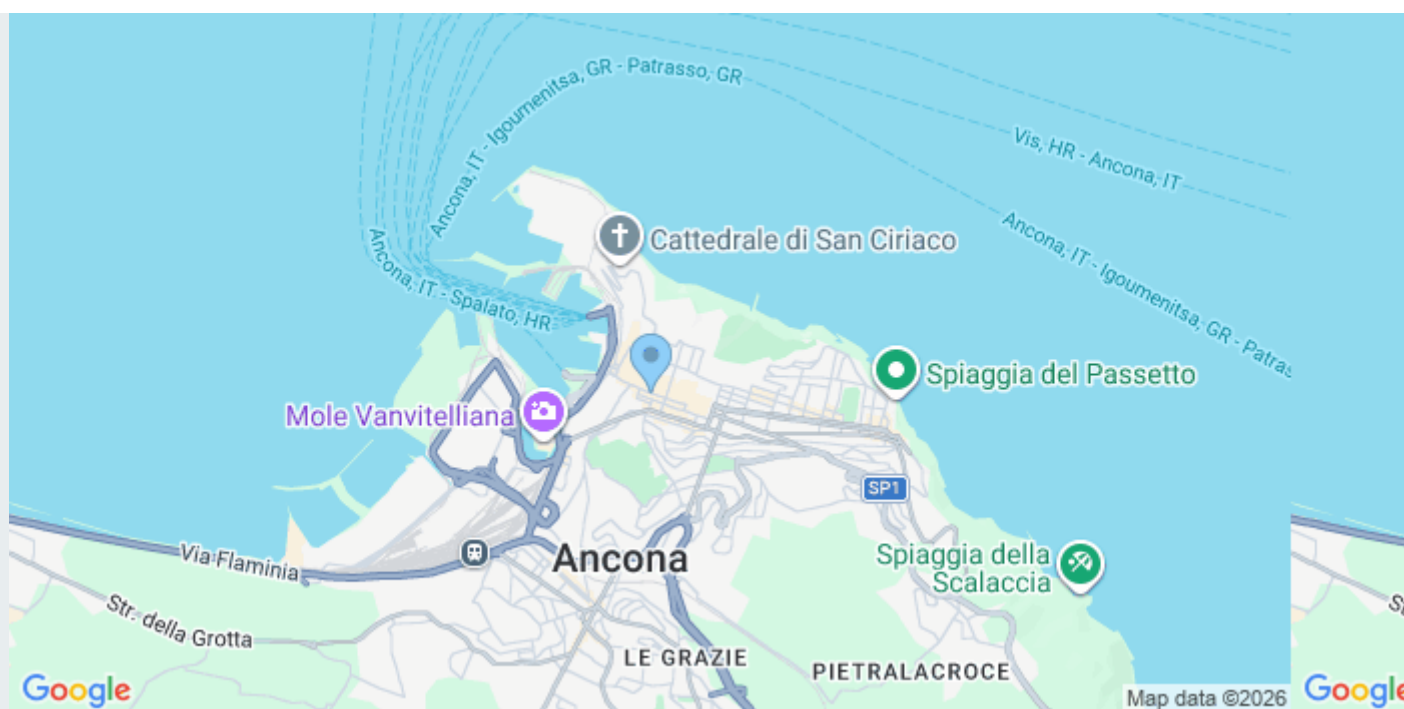 Ancona, IT - Igoumenitsa, GR - Patrasso, GR
Vis, HR - Ancona, IT
Ancona, IT - Igoumenitsa, GR - Patras
Ancona, IT - Spalato, HR
Cattedrale di San Ciriaco
Spiaggia del Passetto
Mole Vanvitelliana
SP1
Via Flaminia
Ancona
Spiaggia della
Scalaccia
Str. della Grotta
St
LE GRAZIE
PIETRALACROCE
Google
Map data ©2026
Google